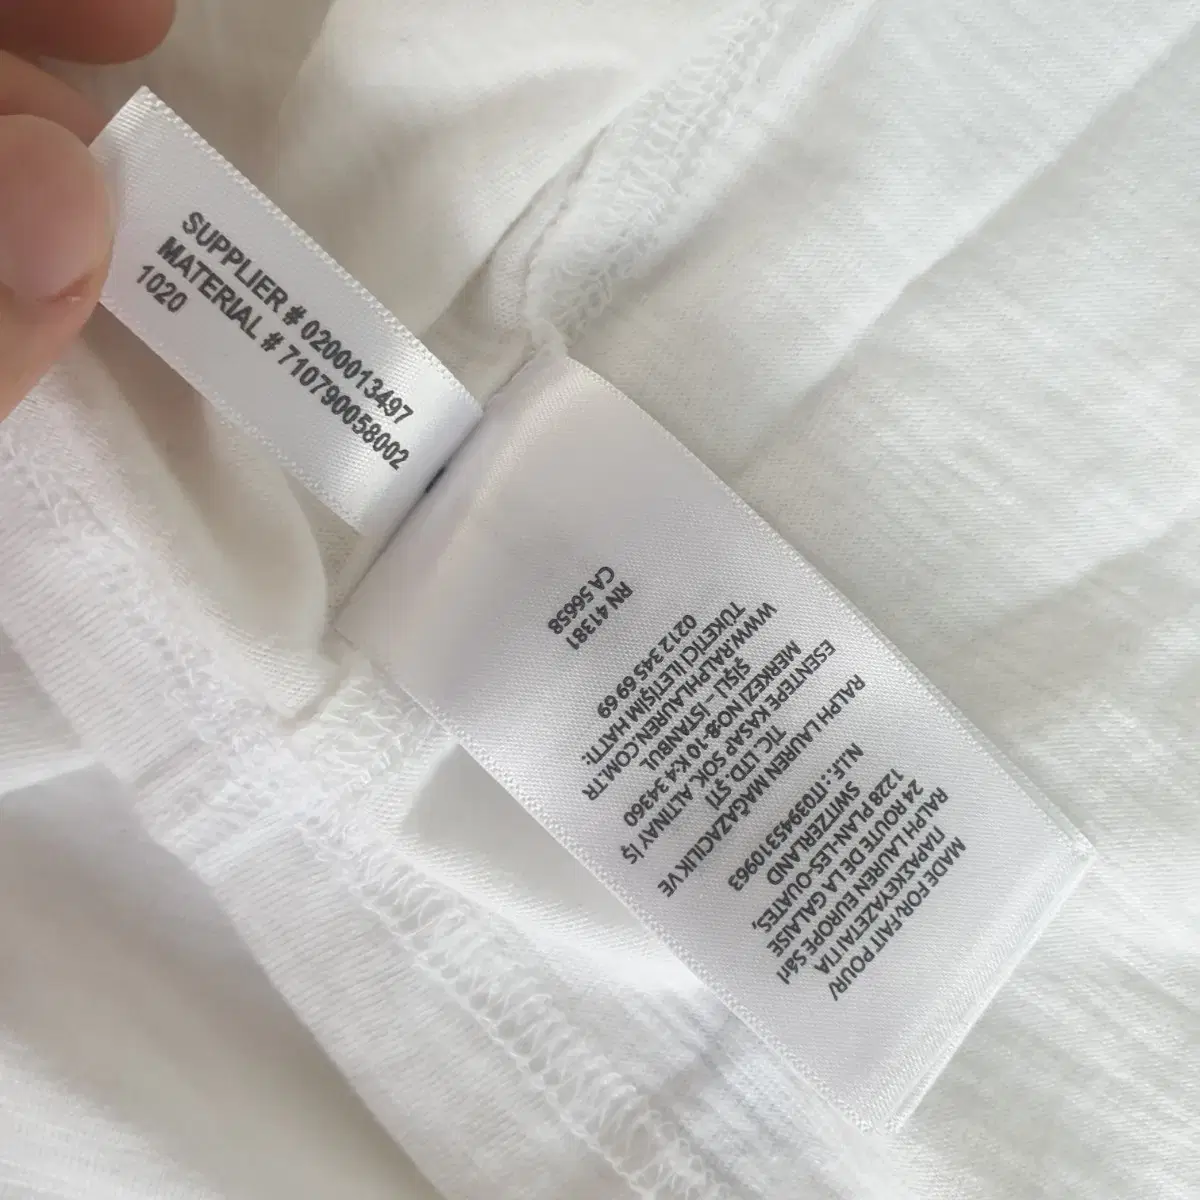 SUPPLIER # 0200013497
MATERIAL # 710790058002
1020
MADE FOR/FAIT POUR/
ΠΑΡΑΣΚΕΥΑΖΕΤΑΙ ΓΙΑ
RALPH LAUREN EUROPE Sárl
24 ROUTE DE LA GALAISE
1228 PLAN-LES-OUATES,
SWITZERLAND
N.I.F.: IT03945310963
RALPH LAUREN MAĞAZACILIK VE
TİC. LTD. ŞTİ
ESENTEPE KASAP SOK. ALTINAY İŞ
MERKEZİ NO:8-10 K:4 34360
ŞİŞLİ – İSTANBUL
WWW.RALPHLAUREN.COM.TR
TÜKETİCİ İLETİŞİM HATTI:
0212 345 6969
RN 41381
CA 56658